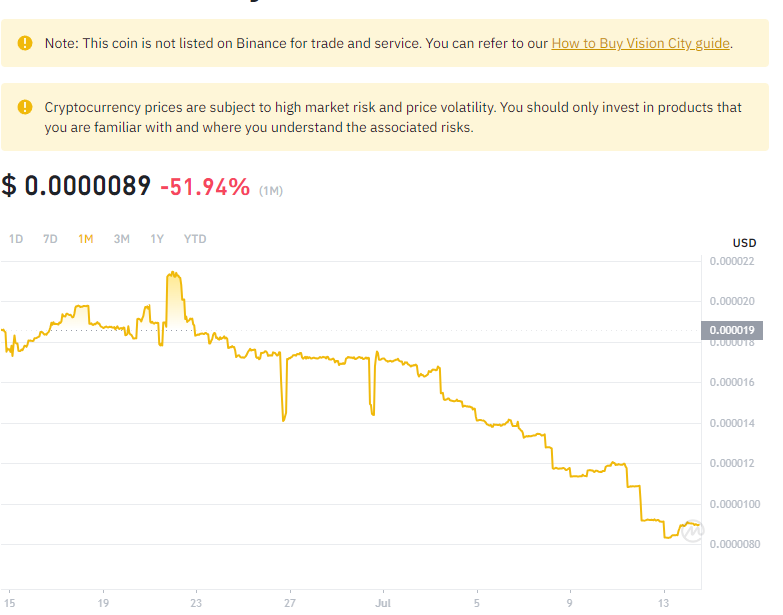 Note: This coin is not listed on Binance for trade and service. You can refer to our How to Buy Vision City guide.
Cryptocurrency prices are subject to high market risk and price volatility. You should only invest in products that
you are familiar with and where you understand the associated risks.
$ 0.0000089 -51.94% (1M)
1D 7D 1M 3M 1Y YTD
USD
0.000022
0.000020
0.000019
0.000018
0.000016
0.000014
0.000012
0.0000100
0.0000080
15 19 23 27 Jul 5 9 13